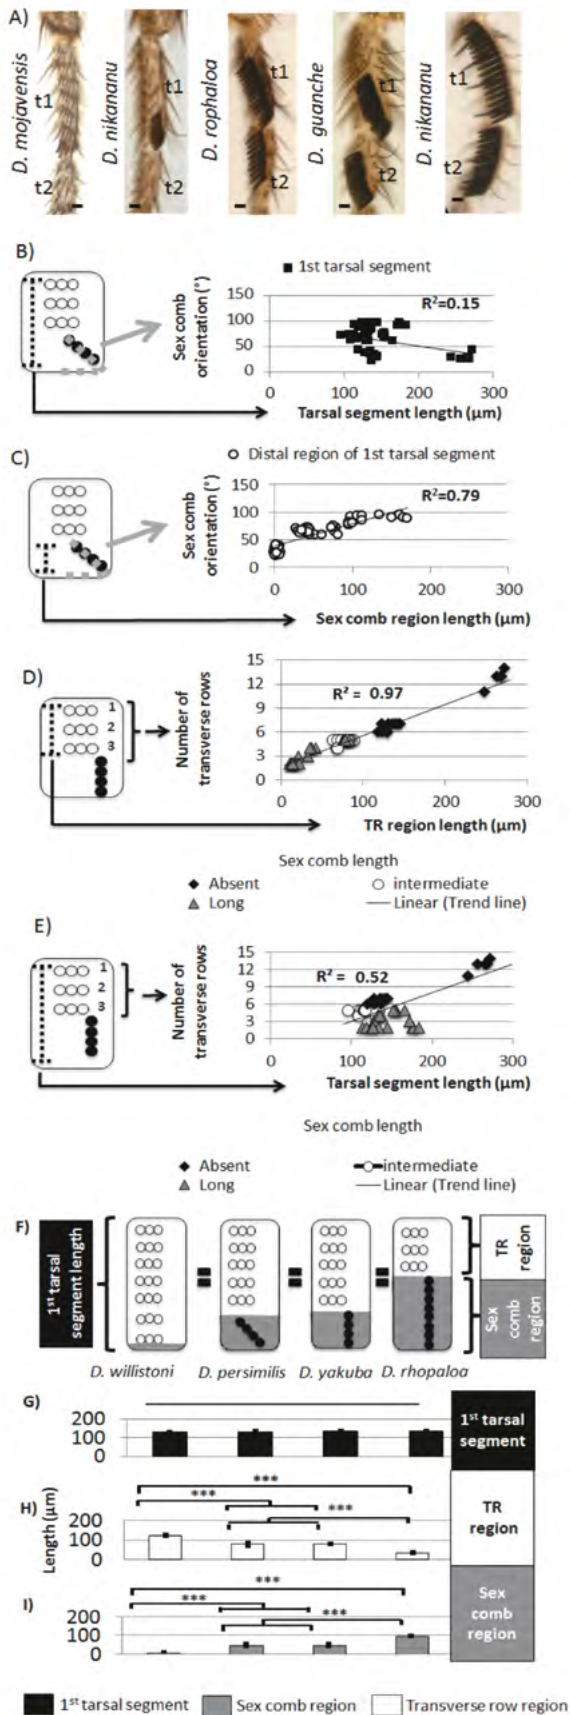 A)
D. mojavensis
t1
t2
D. nikananu
t1
t2
D. rophaloa
t1
t2
D. guanche
t1
t2
D. nikananu
t1
t2
B)
■ 1st tarsal segment
Sex comb
orientation (°)
150
100
50
0
R²=0.15
0 100 200 300
Tarsal segment length (µm)
C)
O Distal region of 1st tarsal segment
Sex comb
orientation (°)
150
100
50
0
R²=0.79
0 100 200 300
Sex comb region length (µm)
D)
1
2
3
Number of
transverse rows
15
12
9
6
3
0
R² = 0.97
0 100 200 300
TR region length (µm)
Sex comb length
◆ Absent ○ intermediate
▲ Long — Linear (Trend line)
E)
1
2
3
Number of
transverse rows
15
12
9
6
3
0
R² = 0.52
0 100 200 300
Tarsal segment length (µm)
Sex comb length
◆ Absent ○ intermediate
▲ Long — Linear (Trend line)
F)
1st tarsal
segment length
= = =
TR
region
Sex comb
region
D. willistoni D. persimilis D. yakuba D. rhopaloa
G)
200
100
0
1st tarsal
segment
Length (µm)
H)
***
*** ***
200
100
0
TR
region
I)
***
*** ***
200
100
0
Sex
comb
region
1st tarsal segment Sex comb region Transverse row region